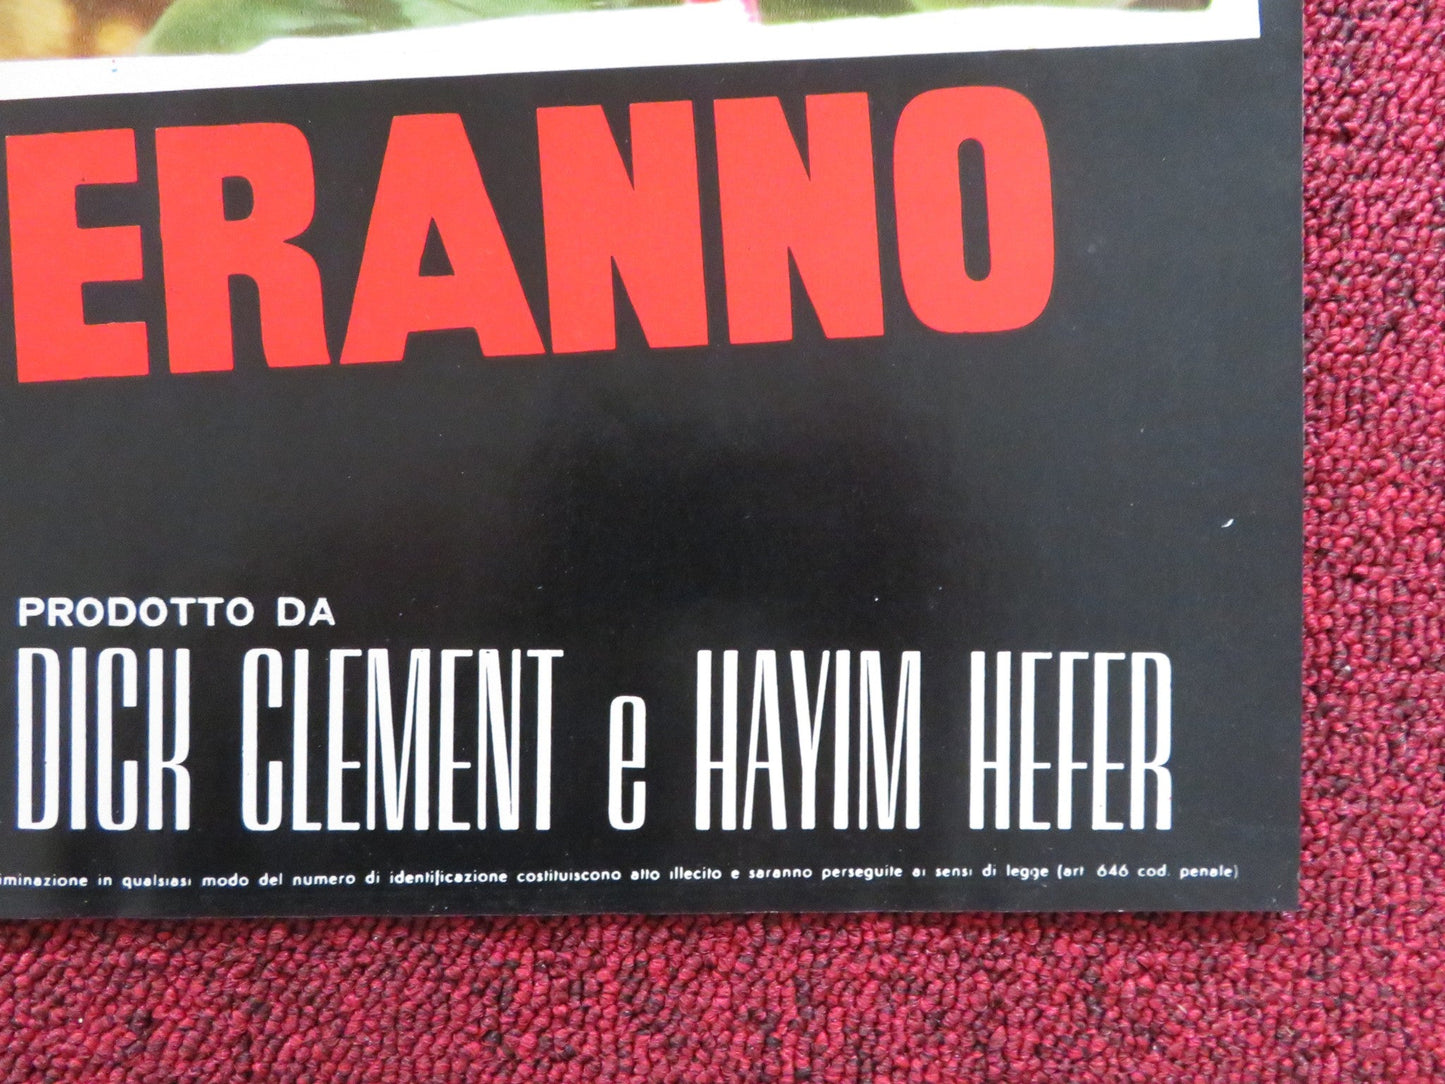 ERANNO
PRODOTTO DA
DICK CLEMENT e HAYIM HEFER
iminazione in qualsiasi modo del numero di identificazione costituiscono atto illecito e saranno perseguite ai sensi di legge (art 646 cod. penale)